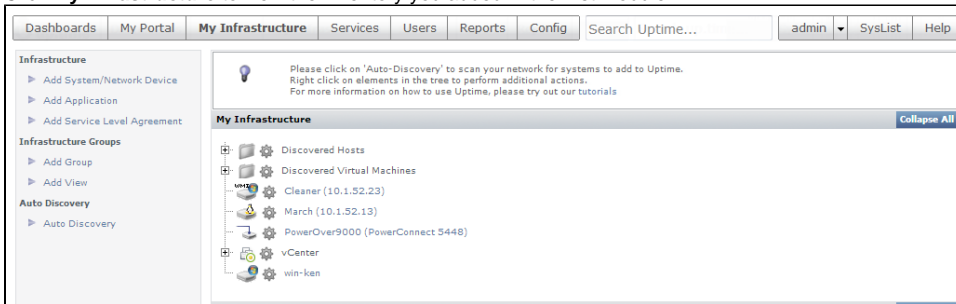 Dashboards My Portal My Infrastructure Services Users Reports Config Search Uptime... admin SysList Help
Infrastructure
Add System/Network Device
Add Application
Add Service Level Agreement
Infrastructure Groups
Add Group
Add View
Auto Discovery
Auto Discovery
Please click on 'Auto-Discovery' to scan your network for systems to add to Uptime.
Right click on elements in the tree to perform additional actions.
For more information on how to use Uptime, please try out our tutorials
My Infrastructure Collapse All
Discovered Hosts
Discovered Virtual Machines
WMI Cleaner (10.1.52.23)
March (10.1.52.13)
PowerOver9000 (PowerConnect 5448)
vCenter
win-ken